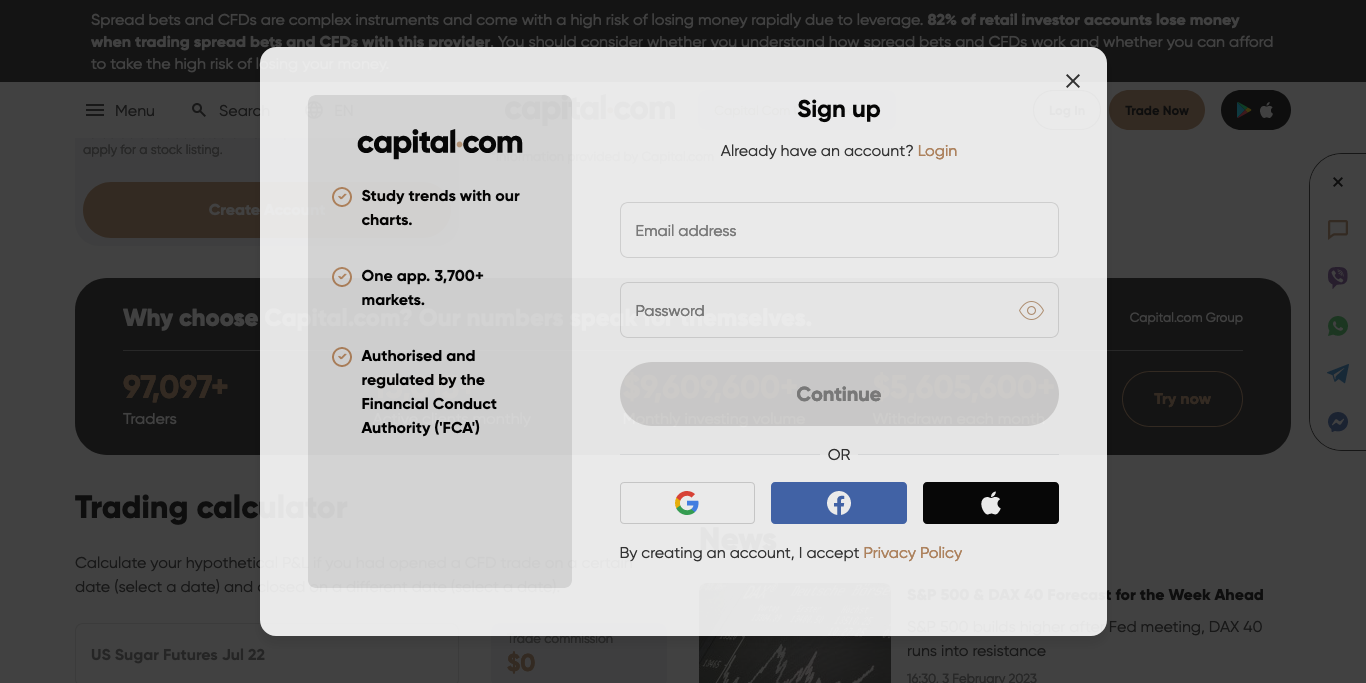 Spread bets and CFDs are complex instruments and come with a high risk of losing money rapidly due to leverage. 82% of retail investor accounts lose money
when trading spread bets and CFDs with this provider. You should consider whether you understand how spread bets and CFDs work and whether you can afford
to take the high risk of losing your money.
Menu
Search
EN
capital.com
Log In
Trade Now
apply for a stock listing.
Create
capital.com
Study trends with our
charts.
One app. 3,700+
markets.
Authorised and
regulated by the
Financial Conduct
Authority ('FCA')
Sign up
Already have an account? Login
Email address
Password
Continue
OR
By creating an account, I accept Privacy Policy
Why choose Capital.com? Our numbers speak for themselves.
Capital.com Group
97,097+
Traders
$9,609,600+
Monthly investing volume
$5,605,600+
Withdrawn each month
Try now
Trading calculator
Calculate your hypothetical P&L if you had opened a CFD trade on a certain
date (select a date) and closed on a different date (select a date)
US Sugar Futures Jul 22
Trade commission
$0
News
S&P 500 & DAX 40 Forecast for the Week Ahead
S&P 500 pulls higher after Fed meeting, DAX 40
runs into resistance
16:30, 3 February 2023